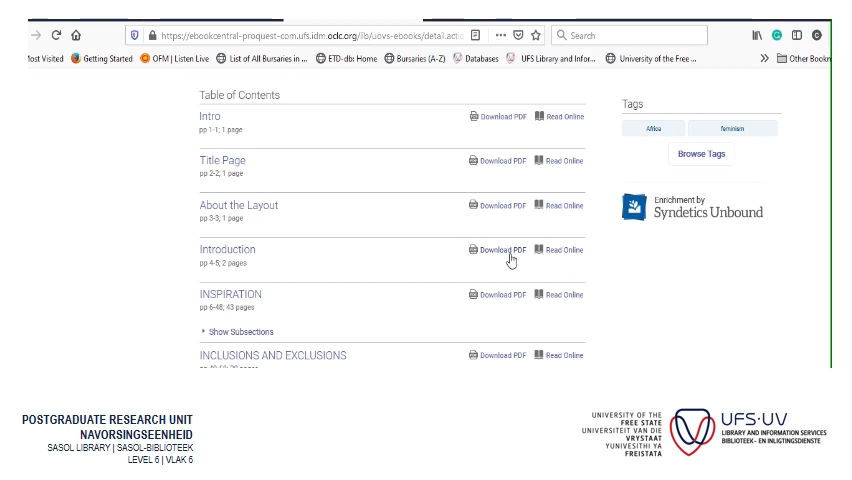 https://ebookcentral-proquest-com.ufs.idm.oclc.org/lib/uovs-ebooks/detail.actio
Search
Most Visited Getting Started OFM | Listen Live List of All Bursaries in ... ETD-db: Home Bursaries (A-Z) Databases UFS Library and Infor... University of the Free ... Other Bookm
Table of Contents
Intro Download PDF Read Online
pp 1-1; 1 page
Title Page Download PDF Read Online
pp 2-2; 1 page
About the Layout Download PDF Read Online
pp 3-3; 1 page
Introduction Download PDF Read Online
pp 4-5; 2 pages
INSPIRATION Download PDF Read Online
pp 6-48; 43 pages
Show Subsections
INCLUSIONS AND EXCLUSIONS Download PDF Read Online
Tags
Africa feminism
Browse Tags
Enrichment by
Syndetics Unbound
POSTGRADUATE RESEARCH UNIT
NAVORSINGSEENHEID
SASOL LIBRARY | SASOL-BIBLIOTEEK
LEVEL 6 | VLAK 6
UNIVERSITY OF THE
FREE STATE
UNIVERSITEIT VAN DIE
VRYSTAAT
YUNIVESITHI YA
FREISTATA
UFS·UV
LIBRARY AND INFORMATION SERVICES
BIBLIOTEEK- EN INLIGTINGSDIENSTE